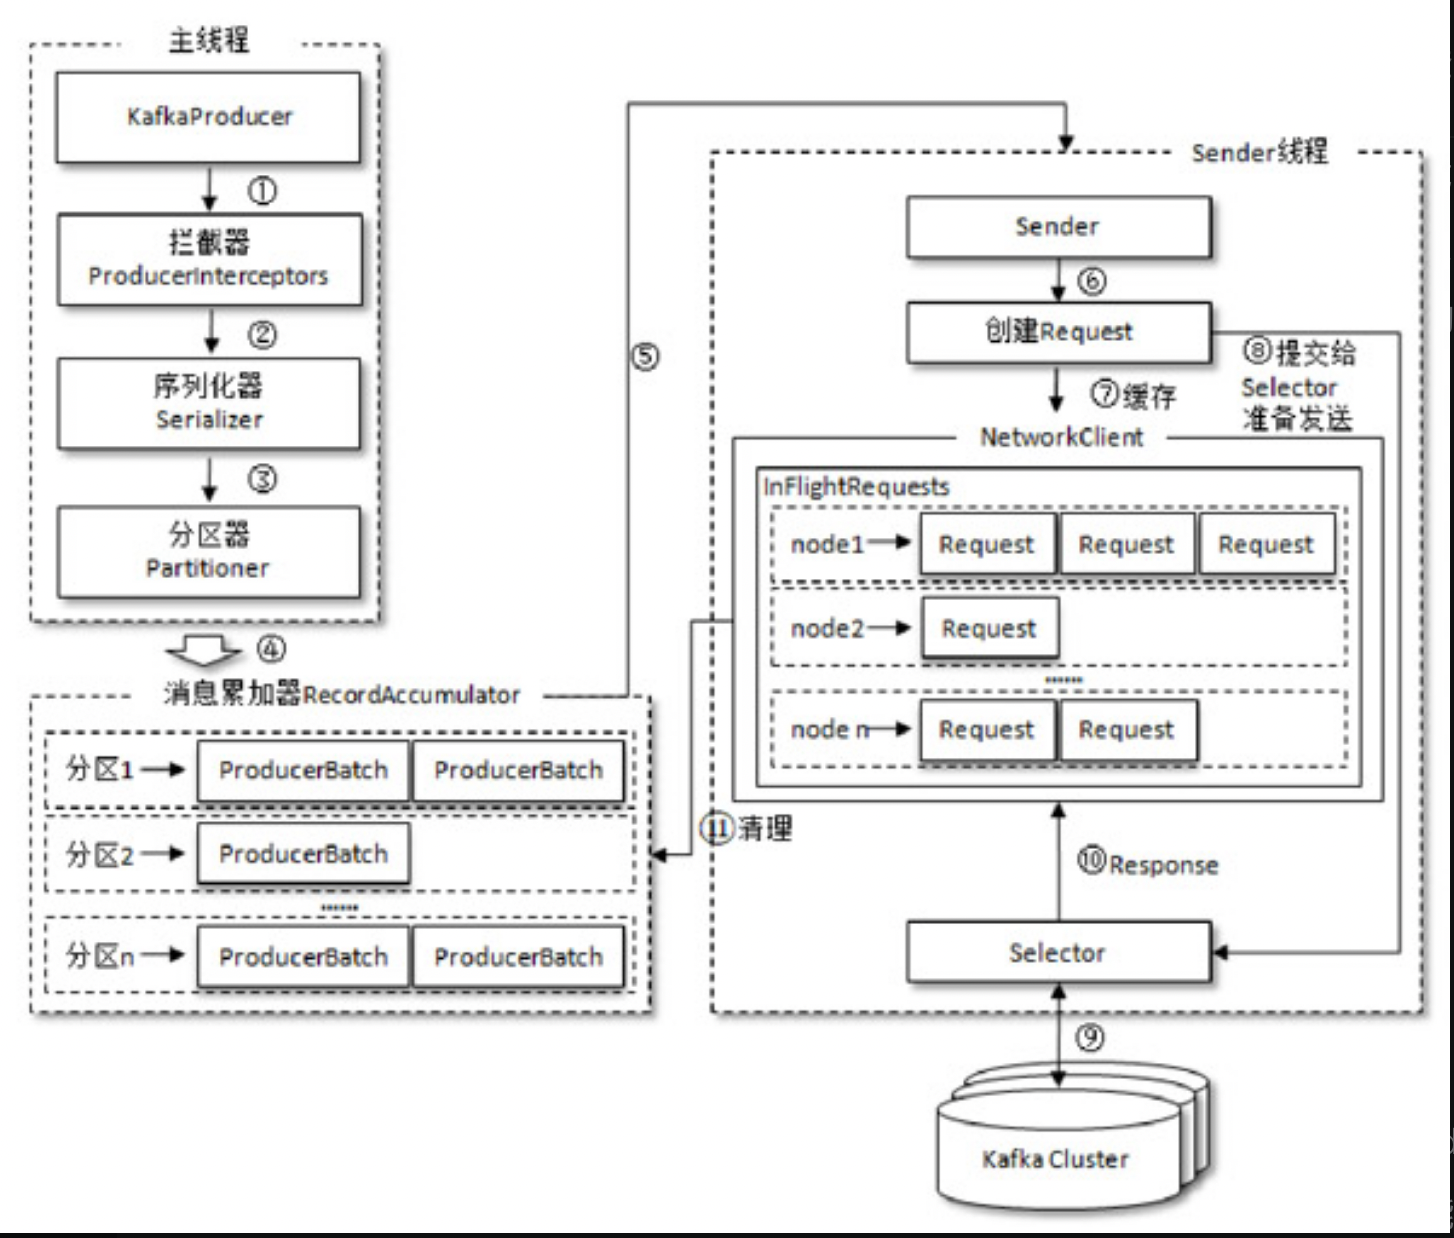 主线程
KafkaProducer
①
拦截器
ProducerInterceptors
②
序列化器
Serializer
③
分区器
Partitioner
④
消息累加器RecordAccumulator
分区1
ProducerBatch
ProducerBatch
分区2
ProducerBatch
......
分区n
ProducerBatch
ProducerBatch
⑤
Sender线程
Sender
⑥
创建Request
⑦缓存
⑧提交给
Selector
准备发送
NetworkClient
InFlightRequests
node1
Request
Request
Request
node2
Request
......
node n
Request
Request
⑪清理
⑩Response
Selector
⑨
Kafka Cluster